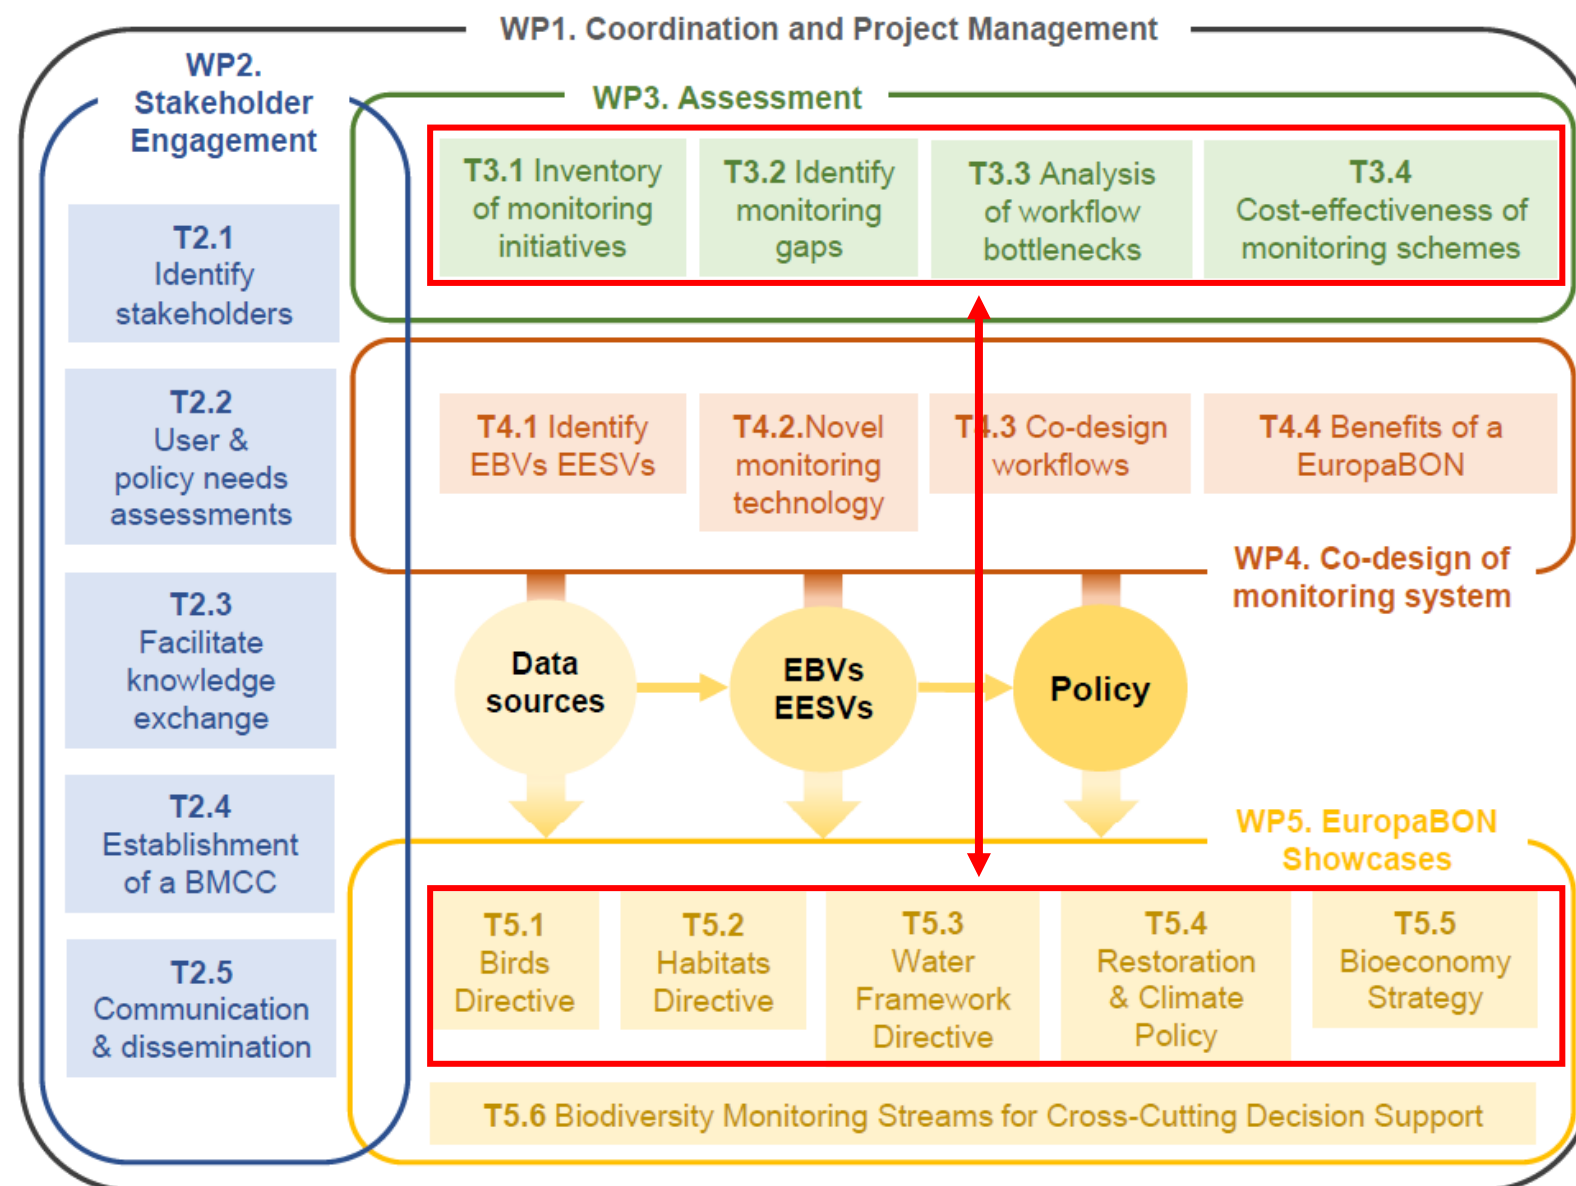 WP1. Coordination and Project Management
WP2.
Stakeholder
Engagement
T2.1
Identify
stakeholders
T2.2
User &
policy needs
assessments
T2.3
Facilitate
knowledge
exchange
T2.4
Establishment
of a BMCC
T2.5
Communication
& dissemination
WP3. Assessment
T3.1 Inventory
of monitoring
initiatives
T3.2 Identify
monitoring
gaps
T3.3 Analysis
of workflow
bottlenecks
T3.4
Cost-effectiveness of
monitoring schemes
T4.1 Identify
EBVs EESVs
T4.2.Novel
monitoring
technology
T4.3 Co-design
workflows
T4.4 Benefits of a
EuropaBON
WP4. Co-design of
monitoring system
Data
sources
EBVs
EESVs
Policy
WP5. EuropaBON
Showcases
T5.1
Birds
Directive
T5.2
Habitats
Directive
T5.3
Water
Framework
Directive
T5.4
Restoration
& Climate
Policy
T5.5
Bioeconomy
Strategy
T5.6 Biodiversity Monitoring Streams for Cross-Cutting Decision Support